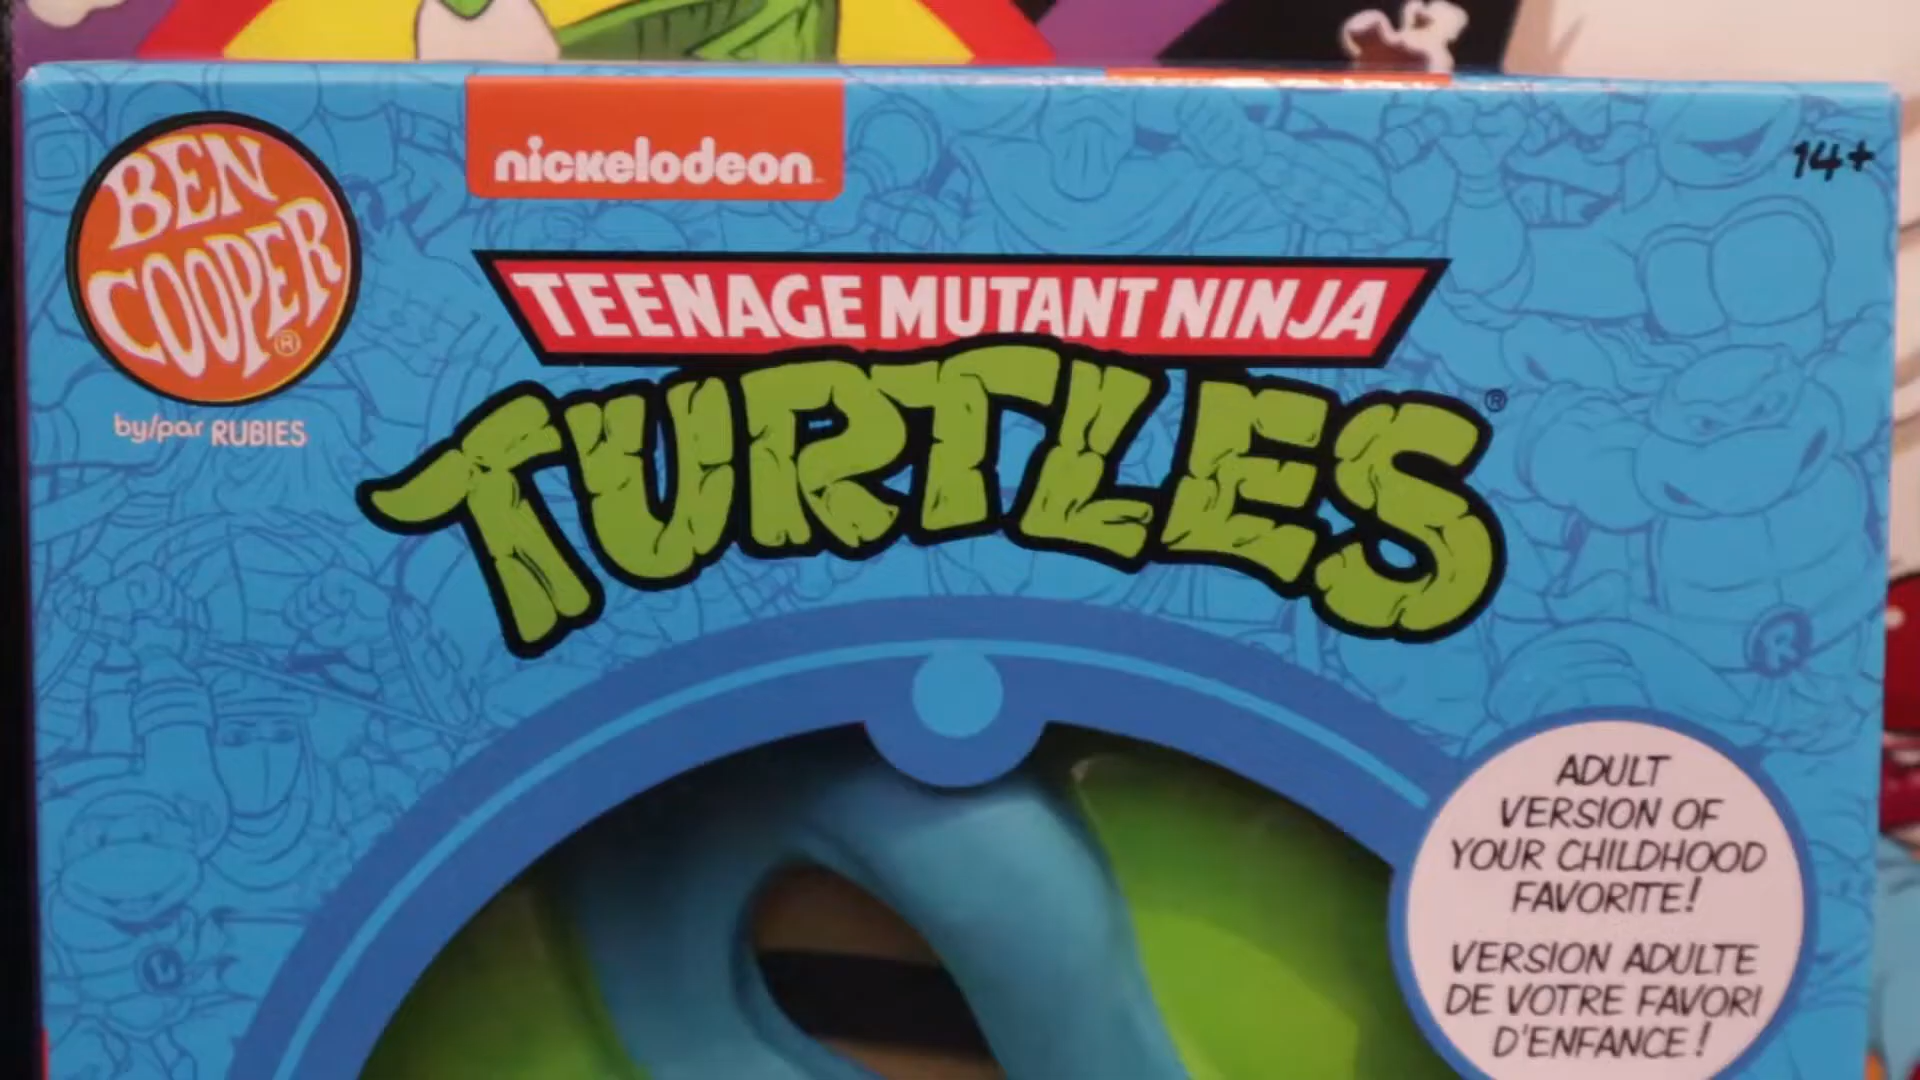 BEN
COOPER
®
by/par RUBIES
nickelodeon
14+
TEENAGE MUTANT NINJA
TURTLES
®
ADULT
VERSION OF
YOUR CHILDHOOD
FAVORITE!
VERSION ADULTE
DE VOTRE FAVORI
D'ENFANCE!
R